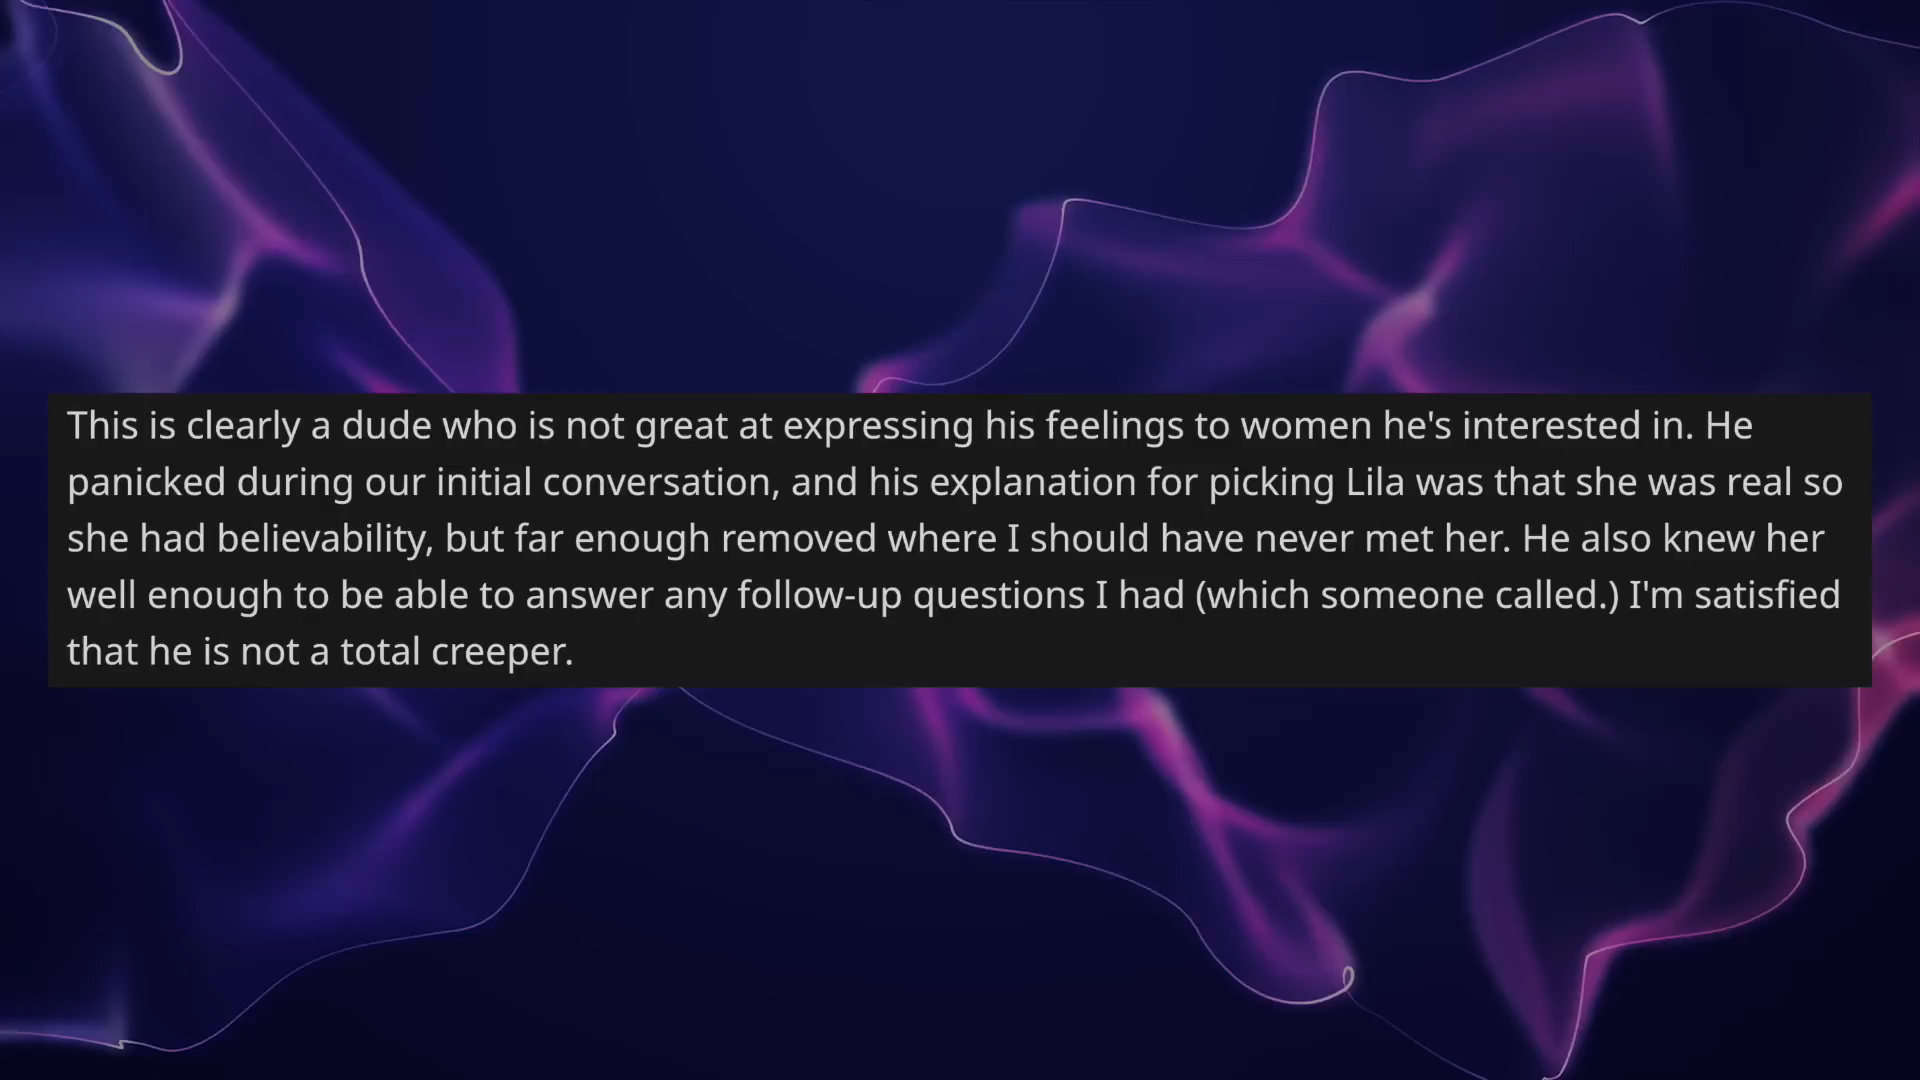 This is clearly a dude who is not great at expressing his feelings to women he's interested in. He
panicked during our initial conversation, and his explanation for picking Lila was that she was real so
she had believability, but far enough removed where I should have never met her. He also knew her
well enough to be able to answer any follow-up questions I had (which someone called.) I'm satisfied
that he is not a total creeper.